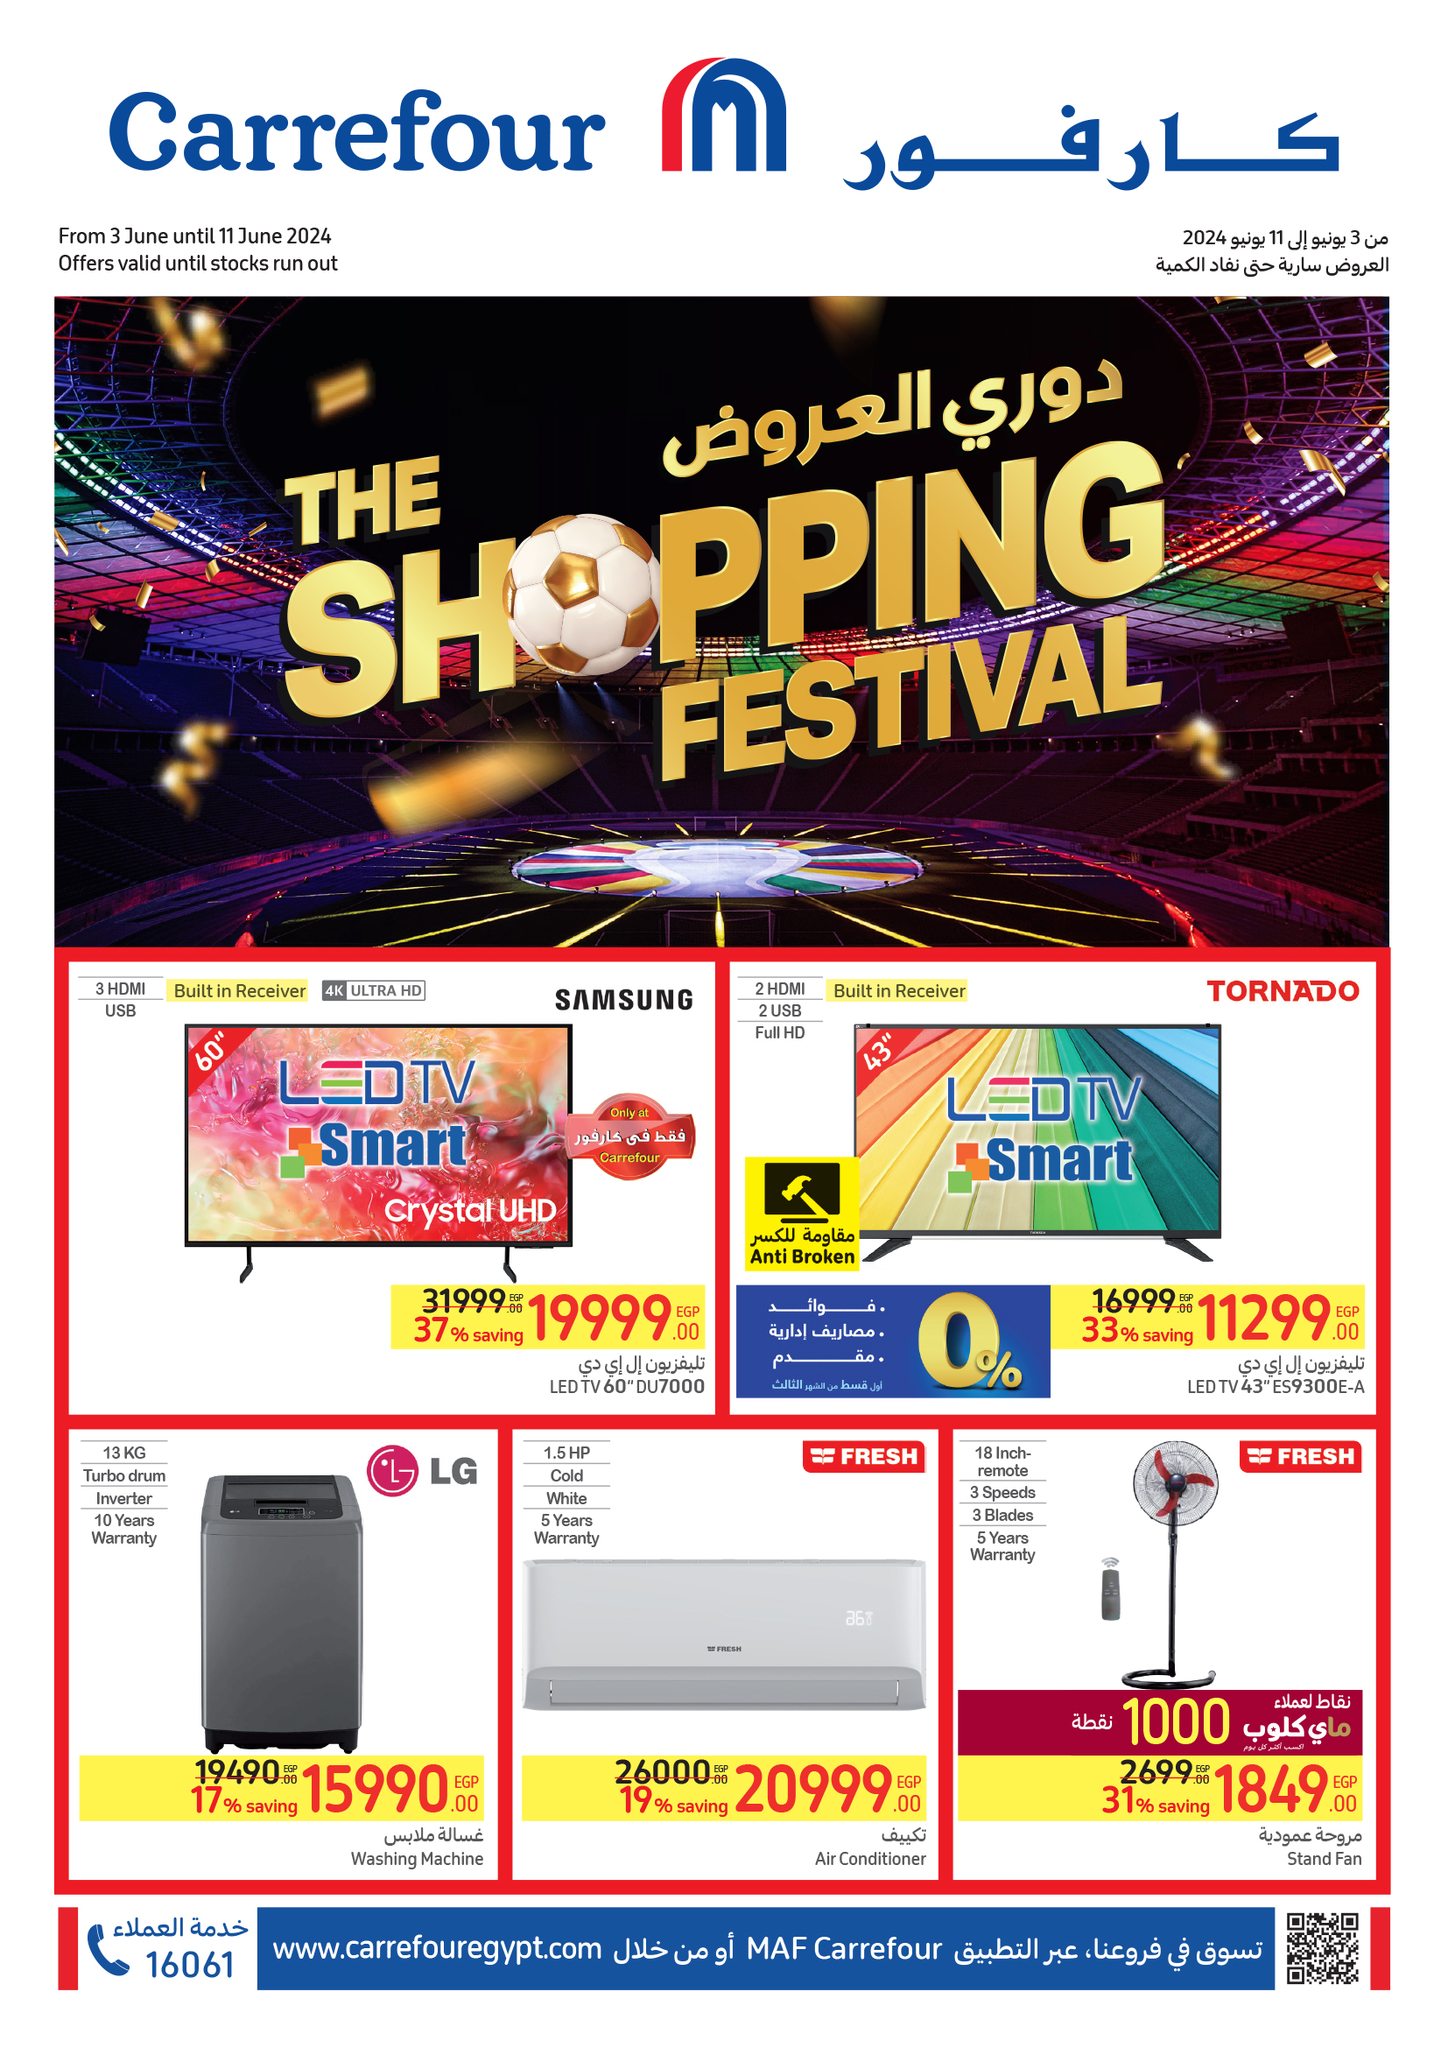 Carrefour
كارفور
From 3 June until 11 June 2024
Offers valid until stocks run out
من 3 يونيو إلى 11 يونيو 2024
العروض سارية حتى نفاد الكمية
دوري العروض
THE
SHOPPING
FESTIVAL
3 HDMI
USB
Built in Receiver
4K ULTRA HD
SAMSUNG
60"
LED TV
Smart
Crystal UHD
Only at
فقط في كارفور
Carrefour
31999.00 EGP
37% saving
19999.00 EGP
تليفزيون إل إي دي
LED TV 60" DU7000
2 HDMI
2 USB
Full HD
Built in Receiver
TORNADO
43"
LED TV
Smart
مقاومة للكسر
Anti Broken
. فوائد
. مصاريف إدارية
. مقدم
أول قسط من الشهر الثالث
0%
16999.00 EGP
33% saving
11299.00 EGP
تليفزيون إل إي دي
LED TV 43" ES9300E-A
13 KG
Turbo drum
Inverter
10 Years
Warranty
LG
19490.00 EGP
17% saving
15990.00 EGP
غسالة ملابس
Washing Machine
1.5 HP
Cold
White
5 Years
Warranty
FRESH
FRESH
26000.00 EGP
19% saving
20999.00 EGP
تكييف
Air Conditioner
18 Inch-
remote
3 Speeds
3 Blades
5 Years
Warranty
FRESH
نقاط لعملاء
ماي كلوب
اكسب أكتر كل يوم
1000 نقطة
2699.00 EGP
31% saving
1849.00 EGP
مروحة عمودية
Stand Fan
خدمة العملاء
16061
تسوق في فروعنا، عبر التطبيق MAF Carrefour أو من خلال www.carrefouregypt.com